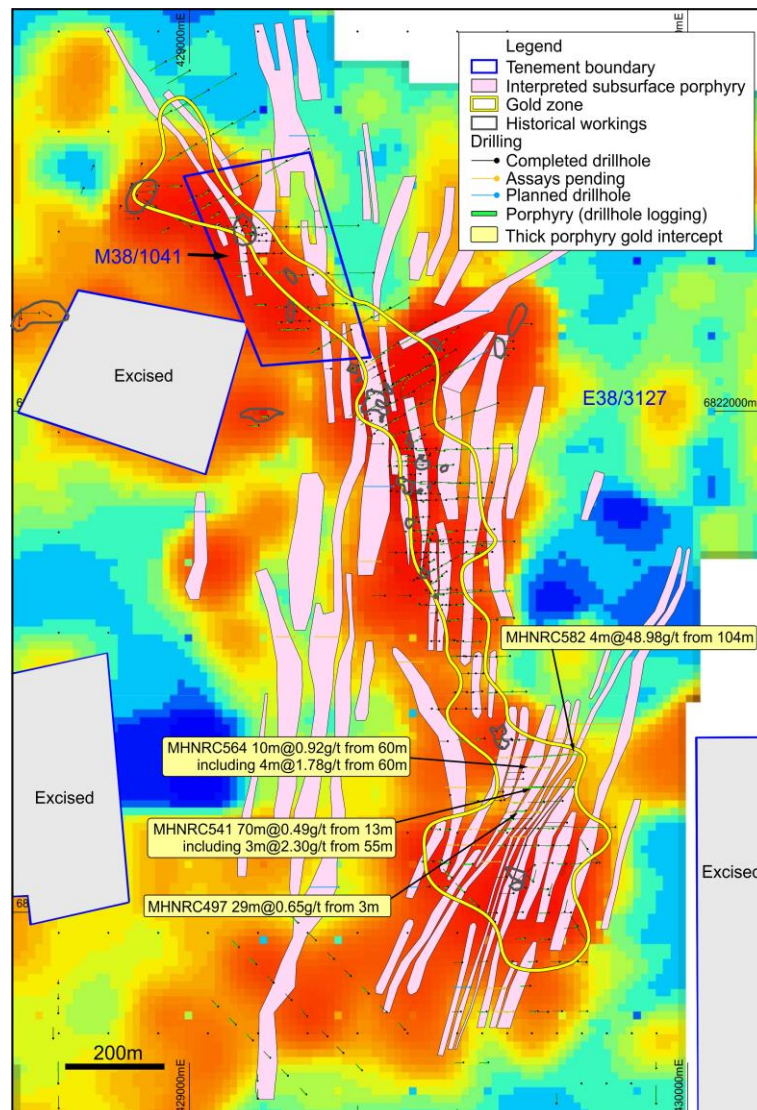 429000mE
430000mE
Legend
Tenement boundary
Interpreted subsurface porphyry
Gold zone
Historical workings
Drilling
Completed drillhole
Assays pending
Planned drillhole
Porphyry (drillhole logging)
Thick porphyry gold intercept
M38/1041
Excised
E38/3127
6822000m
MHNRC582 4m@48.98g/t from 104m
MHNRC564 10m@0.92g/t from 60m
including 4m@1.78g/t from 60m
Excised
MHNRC541 70m@0.49g/t from 13m
including 3m@2.30g/t from 55m
Excised
MHNRC497 29m@0.65g/t from 3m
200m
429000mE
430000mE